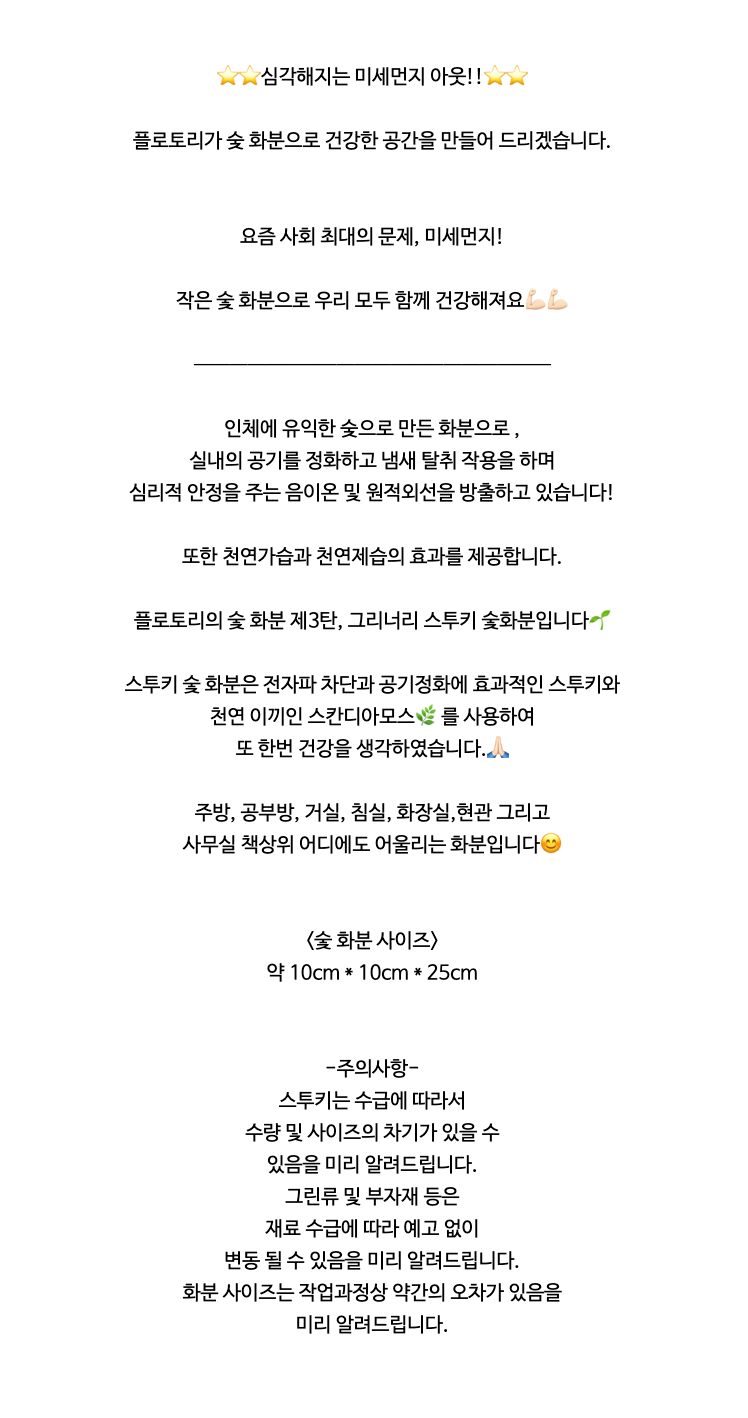 ⭐⭐심각해지는 미세먼지 아웃!!⭐⭐
플로토리가 숯 화분으로 건강한 공간을 만들어 드리겠습니다.
요즘 사회 최대의 문제, 미세먼지!
작은 숯 화분으로 우리 모두 함께 건강해져요💪🏻💪🏻
인체에 유익한 숯으로 만든 화분으로 ,
실내의 공기를 정화하고 냄새 탈취 작용을 하며
심리적 안정을 주는 음이온 및 원적외선을 방출하고 있습니다!
또한 천연가습과 천연제습의 효과를 제공합니다.
플로토리의 숯 화분 제3탄, 그리너리 스투키 숯화분입니다🌱
스투키 숯 화분은 전자파 차단과 공기정화에 효과적인 스투키와
천연 이끼인 스칸디아모스🌿 를 사용하여
또 한번 건강을 생각하였습니다.🙏🏻
주방, 공부방, 거실, 침실, 화장실,현관 그리고
사무실 책상위 어디에도 어울리는 화분입니다😊
<숯 화분 사이즈>
약 10cm * 10cm * 25cm
-주의사항-
스투키는 수급에 따라서
수량 및 사이즈의 차기가 있을 수
있음을 미리 알려드립니다.
그린류 및 부자재 등은
재료 수급에 따라 예고 없이
변동 될 수 있음을 미리 알려드립니다.
화분 사이즈는 작업과정상 약간의 오차가 있음을
미리 알려드립니다.